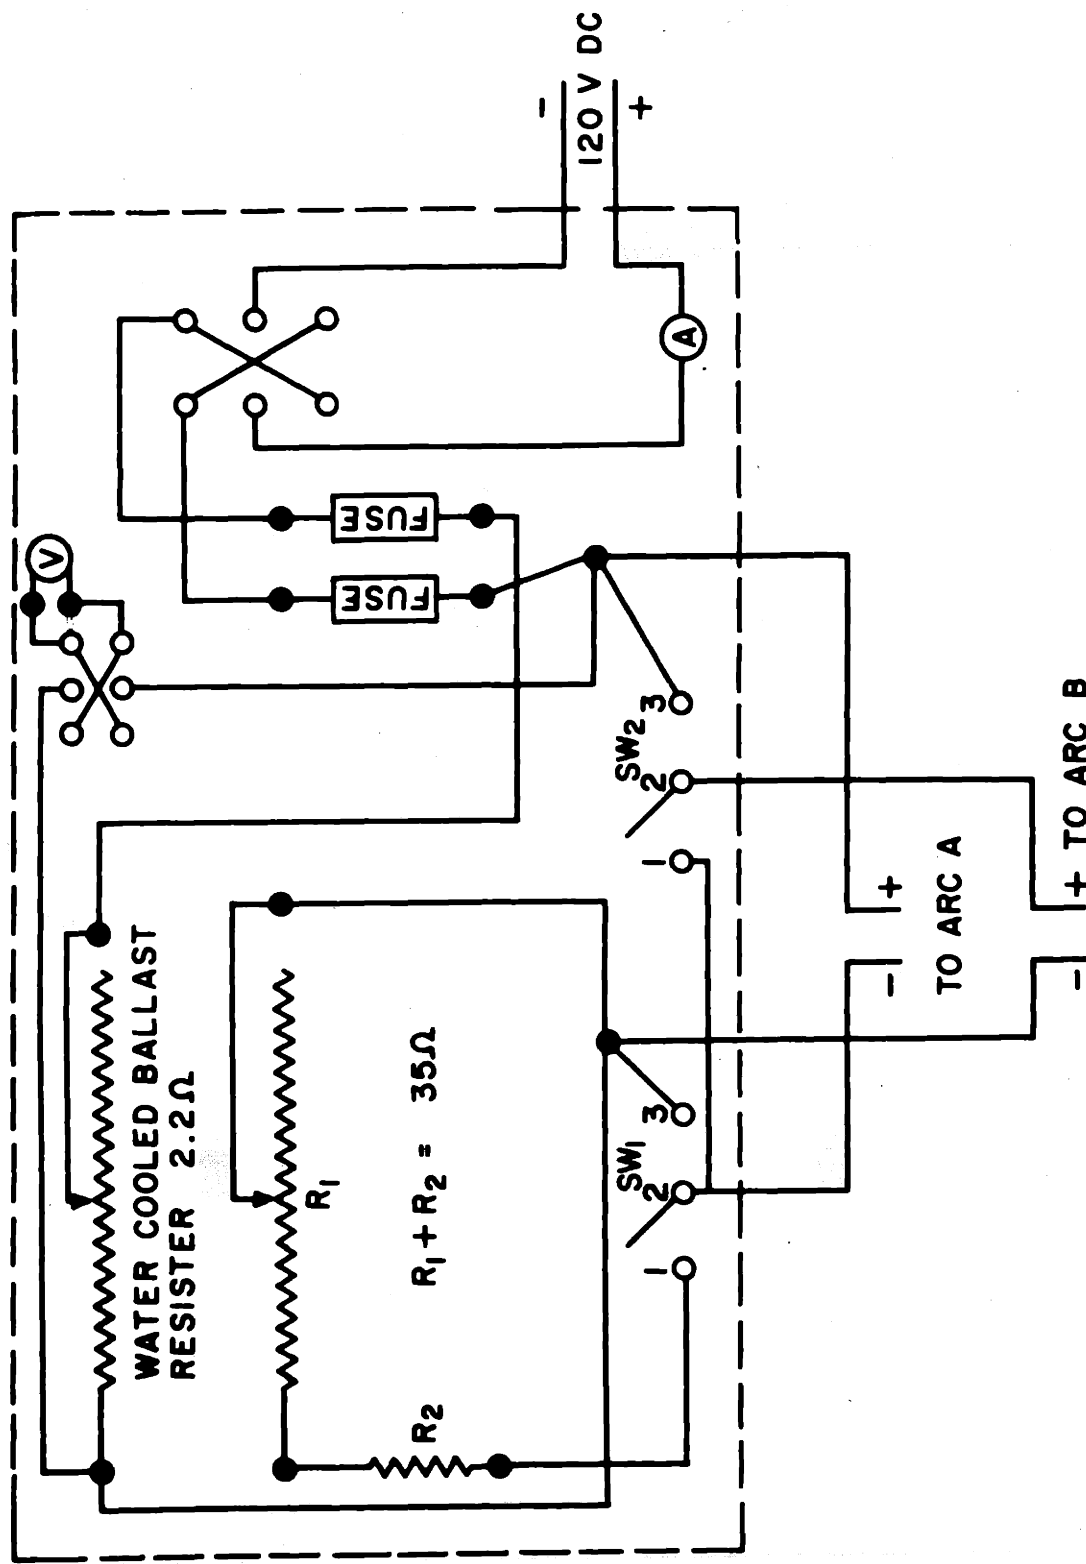 V
WATER COOLED BALLAST
RESISTER 2.2Ω
R1
R2
R1 + R2 = 35Ω
FUSE
FUSE
A
-
120 V DC
+
SW1
1
2
3
SW2
1
2
3
- +
TO ARC A
- + TO ARC B